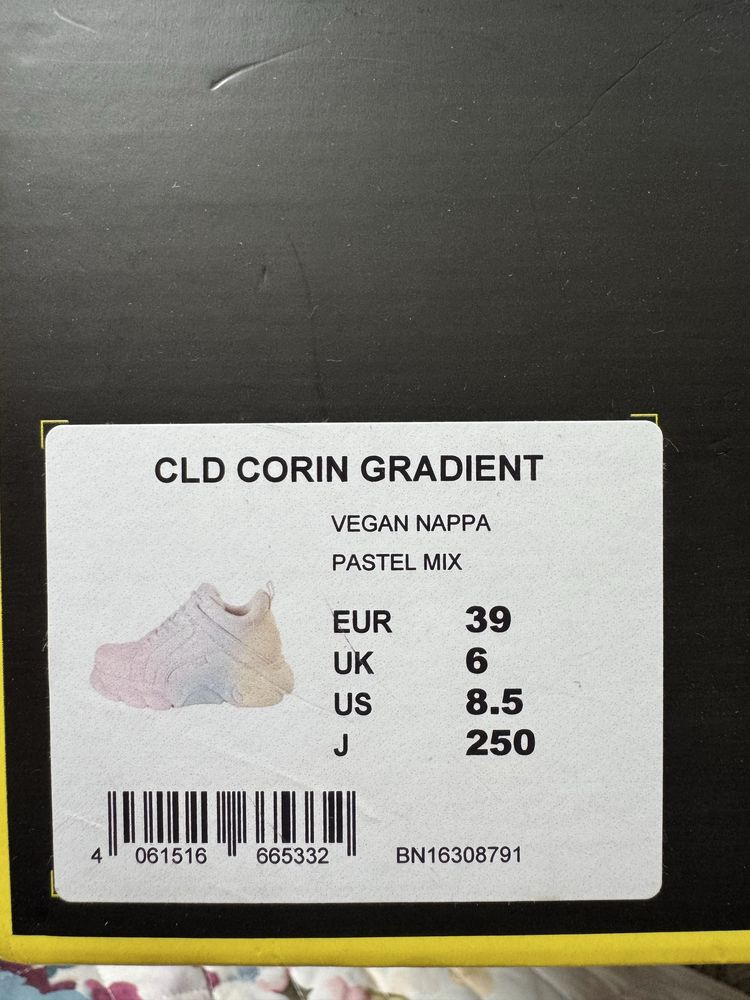 CLD CORIN GRADIENT
VEGAN NAPPA
PASTEL MIX
EUR 39
UK 6
US 8.5
J 250
4 061516 665332 BN16308791